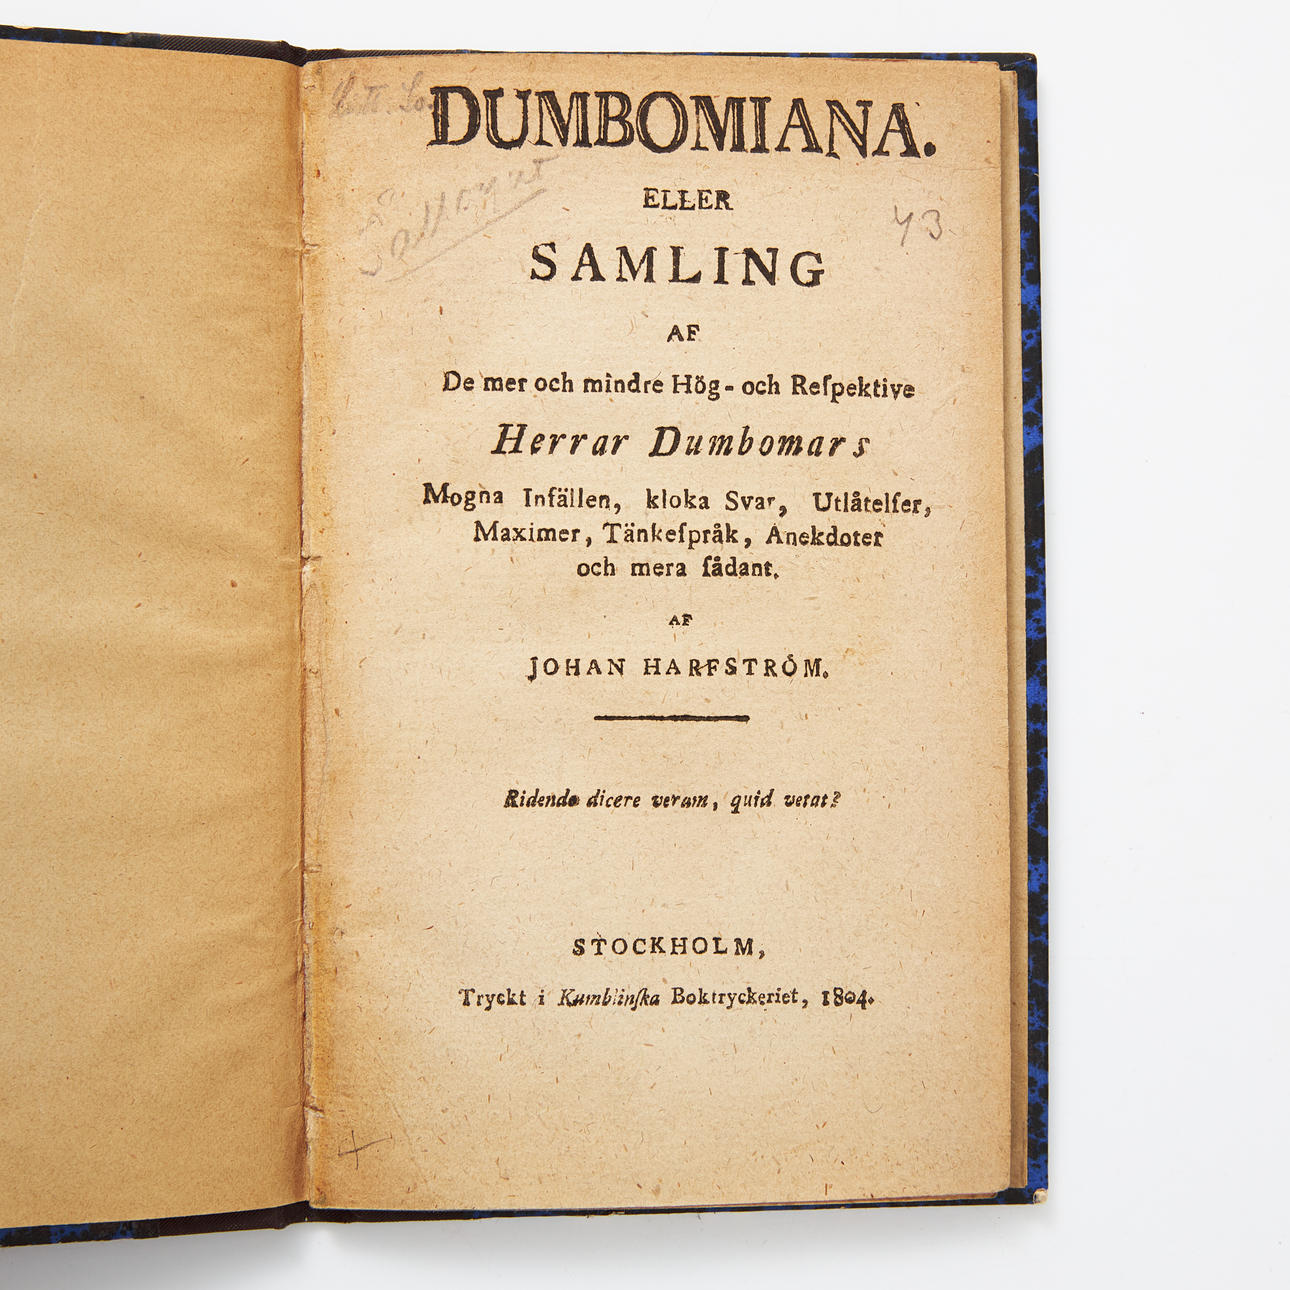 DUMBOMIANA.
ELLER
43
SAMLING
AF
De mer och mindre Hög- och Reſpektive
Herrar Dumbomars
Mogna Infällen, kloka Svar, Utlåtelſer,
Maximer, Tänkeſpråk, Anekdoter
och mera ſådant.
AF
JOHAN HARFSTRÖM.
Ridendo dicere verum, quid vetat?
STOCKHOLM,
Tryckt i Kumblinſka Boktryckeriet, 1804.